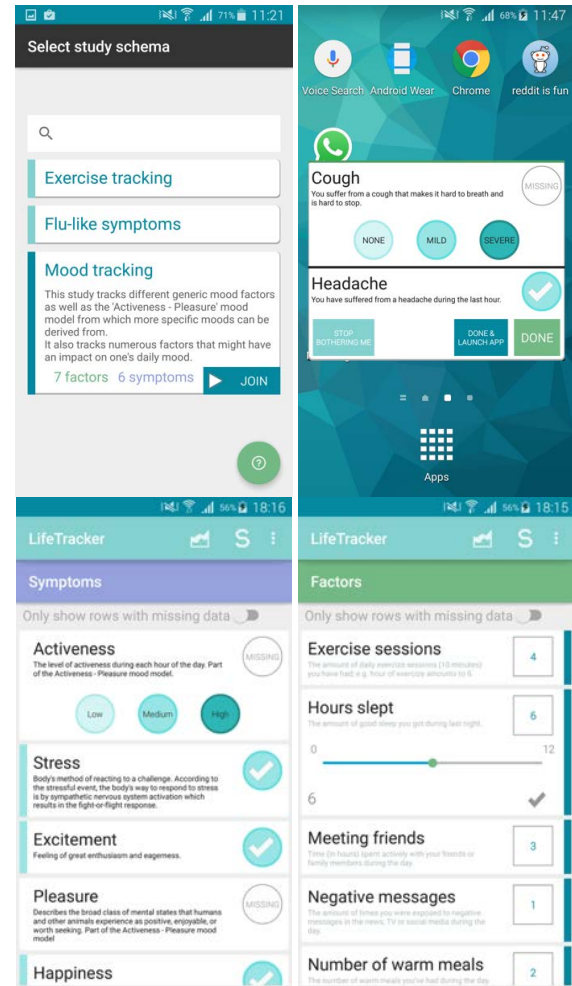 71% 11:21
Select study schema
Exercise tracking
Flu-like symptoms
Mood tracking
This study tracks different generic mood factors
as well as the 'Activeness - Pleasure' mood
model from which more specific moods can be
derived from.
It also tracks numerous factors that might have
an impact on one's daily mood.
7 factors 6 symptoms JOIN
68% 11:47
Voice Search Android Wear Chrome reddit is fun
Cough
MISSING
You suffer from a cough that makes it hard to breath and
is hard to stop.
NONE MILD SEVERE
Headache
You have suffered from a headache during the last hour.
STOP
BOTHERING ME
DONE &
LAUNCH APP
DONE
Apps
56% 18:16
LifeTracker S
Symptoms
Only show rows with missing data
Activeness
MISSING
The level of activeness during each hour of the day. Part
of the Activeness - Pleasure mood model.
Low Medium High
Stress
Body's method of reacting to a challenge. According to
the stressful event, the body's way to respond to stress
is by sympathetic nervous system activation which
results in the fight-or-flight response.
Excitement
Feeling of great enthusiasm and eagerness.
Pleasure
MISSING
Describes the broad class of mental states that humans
and other animals experience as positive, enjoyable, or
worth seeking. Part of the Activeness - Pleasure mood
model
Happiness
56% 18:15
LifeTracker S
Factors
Only show rows with missing data
Exercise sessions
4
The amount of daily exercise sessions (10 minutes)
you have had, e.g. hour of exercise amounts to 6.
Hours slept
6
The amount of good sleep you got during last night.
0 12
6
Meeting friends
3
Time (in hours) spent actively with your friends or
family members during the day.
Negative messages
1
The amount of times you were exposed to negative
messages in the news, TV or social media during the
day.
Number of warm meals
2
The number of warm meals you've had during the day